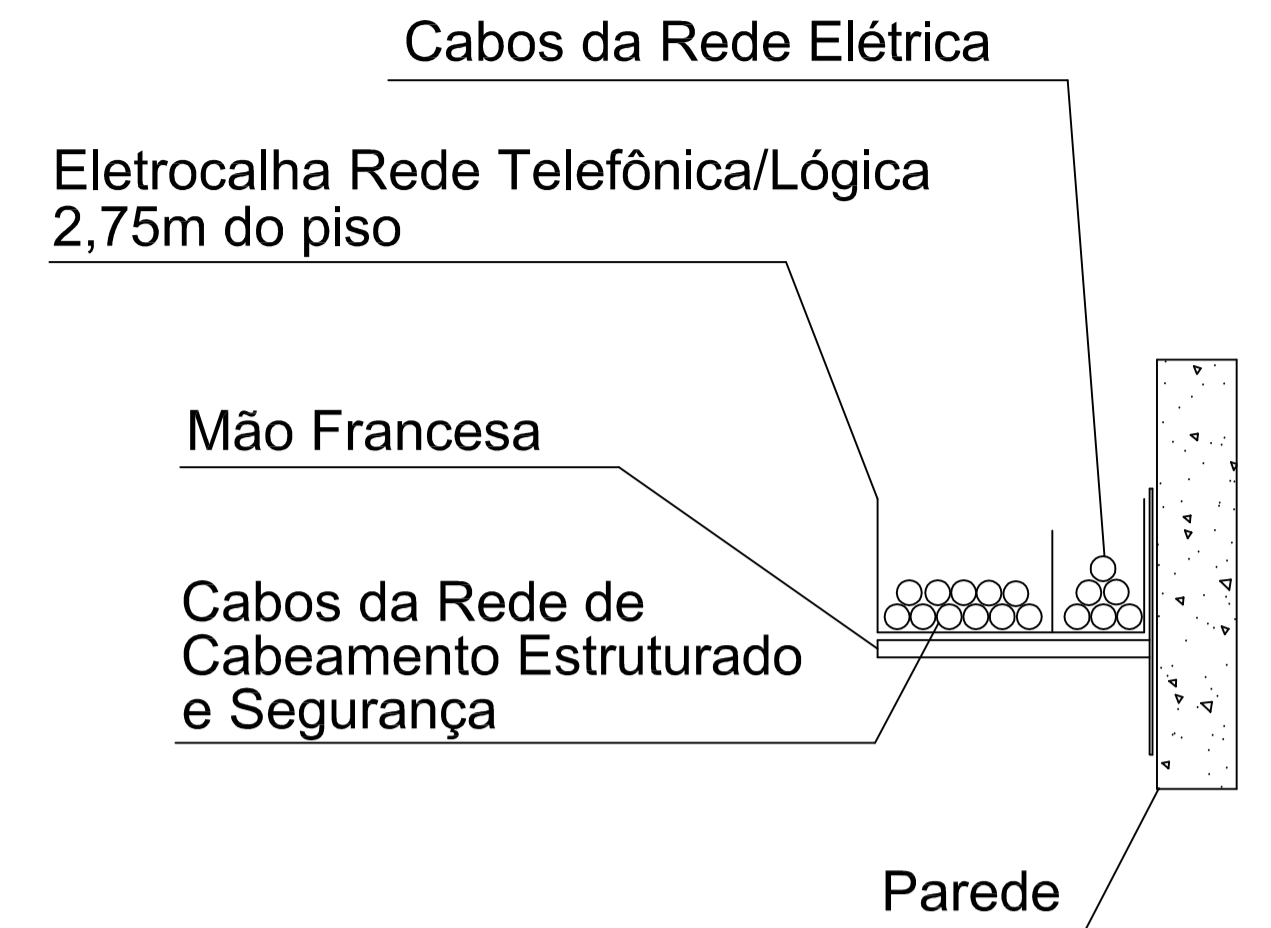 Cabos da Rede Elétrica
Eletrocalha Rede Telefônica/Lógica
2,75m do piso
Mão Francesa
Cabos da Rede de
Cabeamento Estruturado
e Segurança
Parede